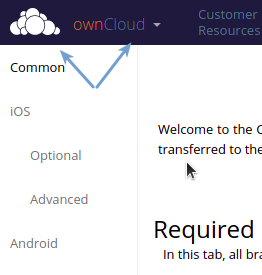 ownCloud
Customer
Resources
Common
iOS
Optional
Advanced
Android
Welcome to the
transferred to the
Required
In this tab, all bra